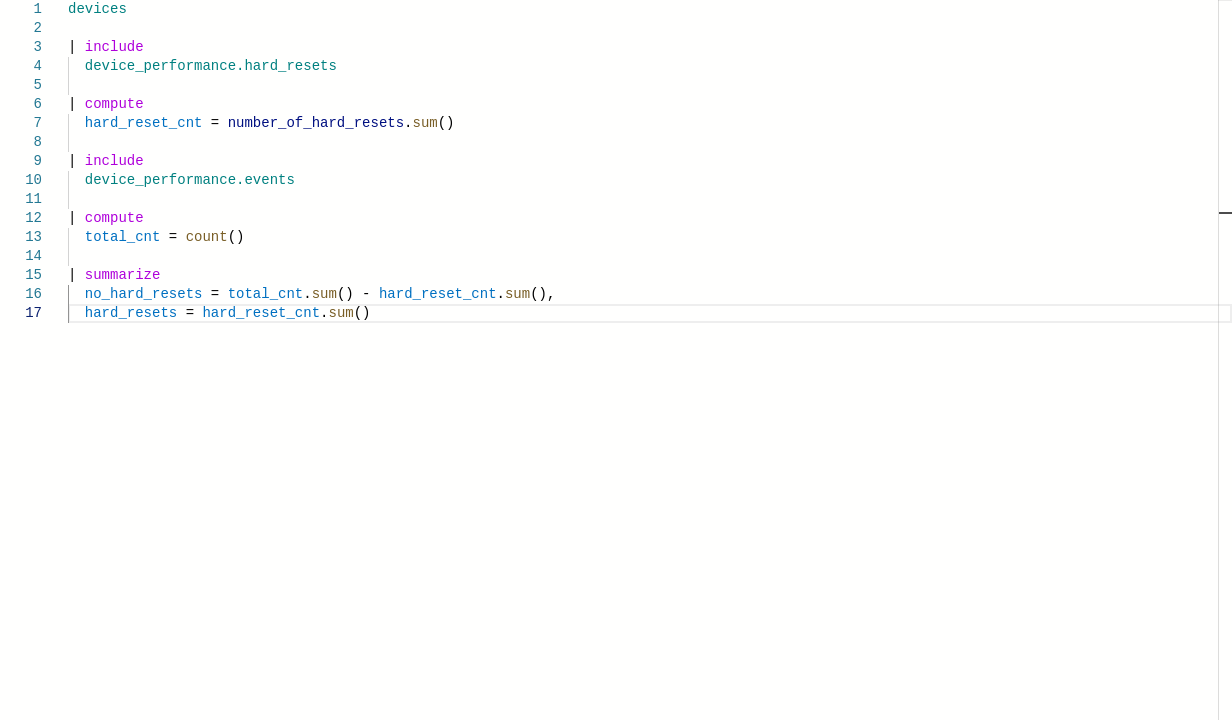 1 devices
2
3 | include
4 device_performance.hard_resets
5
6 | compute
7 hard_reset_cnt = number_of_hard_resets.sum()
8
9 | include
10 device_performance.events
11
12 | compute
13 total_cnt = count()
14
15 | summarize
16 no_hard_resets = total_cnt.sum() - hard_reset_cnt.sum(),
17 hard_resets = hard_reset_cnt.sum()